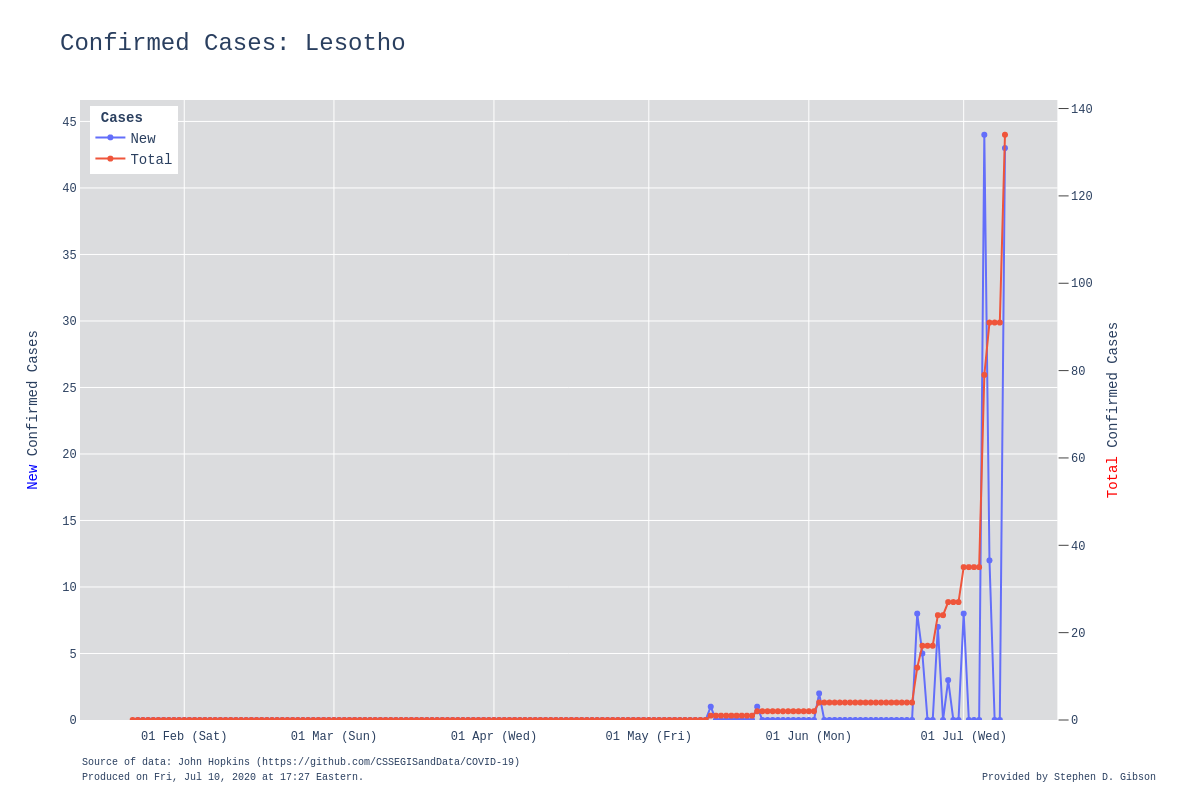 Confirmed Cases: Lesotho
Cases
New
Total
45
40
35
30
25
20
15
10
5
0
140
120
100
80
60
40
20
0
New Confirmed Cases
Total Confirmed Cases
01 Feb (Sat)
01 Mar (Sun)
01 Apr (Wed)
01 May (Fri)
01 Jun (Mon)
01 Jul (Wed)
Source of data: John Hopkins (https://github.com/CSSEGISandData/COVID-19)
Produced on Fri, Jul 10, 2020 at 17:27 Eastern.
Provided by Stephen D. Gibson